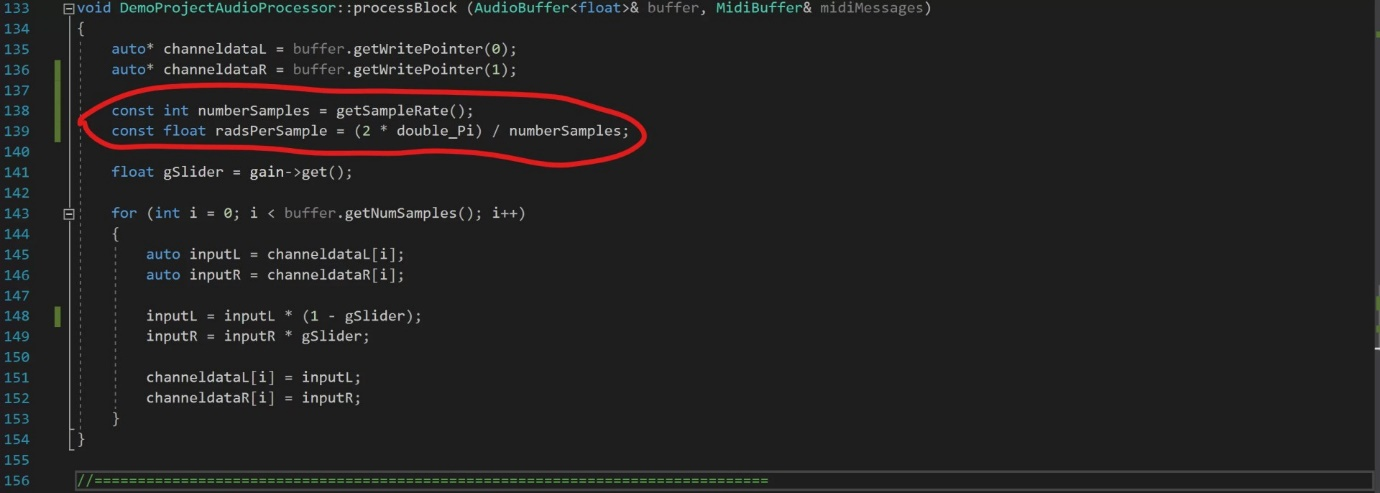 133 void DemoProjectAudioProcessor::processBlock (AudioBuffer<float>& buffer, MidiBuffer& midiMessages)
134 {
135 auto* channeldataL = buffer.getWritePointer(0);
136 auto* channeldataR = buffer.getWritePointer(1);
137
138 const int numberSamples = getSampleRate();
139 const float radsPerSample = (2 * double_Pi) / numberSamples;
140
141 float gSlider = gain->get();
142
143 for (int i = 0; i < buffer.getNumSamples(); i++)
144 {
145 auto inputL = channeldataL[i];
146 auto inputR = channeldataR[i];
147
148 inputL = inputL * (1 - gSlider);
149 inputR = inputR * gSlider;
150
151 channeldataL[i] = inputL;
152 channeldataR[i] = inputR;
153 }
154 }
155
156 //==============================================================================